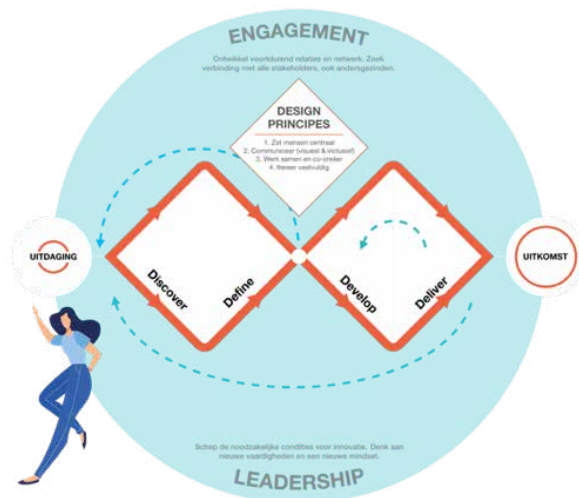 ENGAGEMENT
Ontwikkel voortdurend relaties en netwerk. Zoek
verbinding met alle stakeholders, ook andersgezinden.
DESIGN
PRINCIPES
1. Zet mensen centraal
2. Communiceer (visueel & inclusief)
3. Werk samen en co-creëer
4. Itereer veelvuldig
UITDAGING
UITKOMST
Discover
Define
Develop
Deliver
Schep de noodzakelijke condities voor innovatie. Denk aan
nieuwe vaardigheden en een nieuwe mindset.
LEADERSHIP